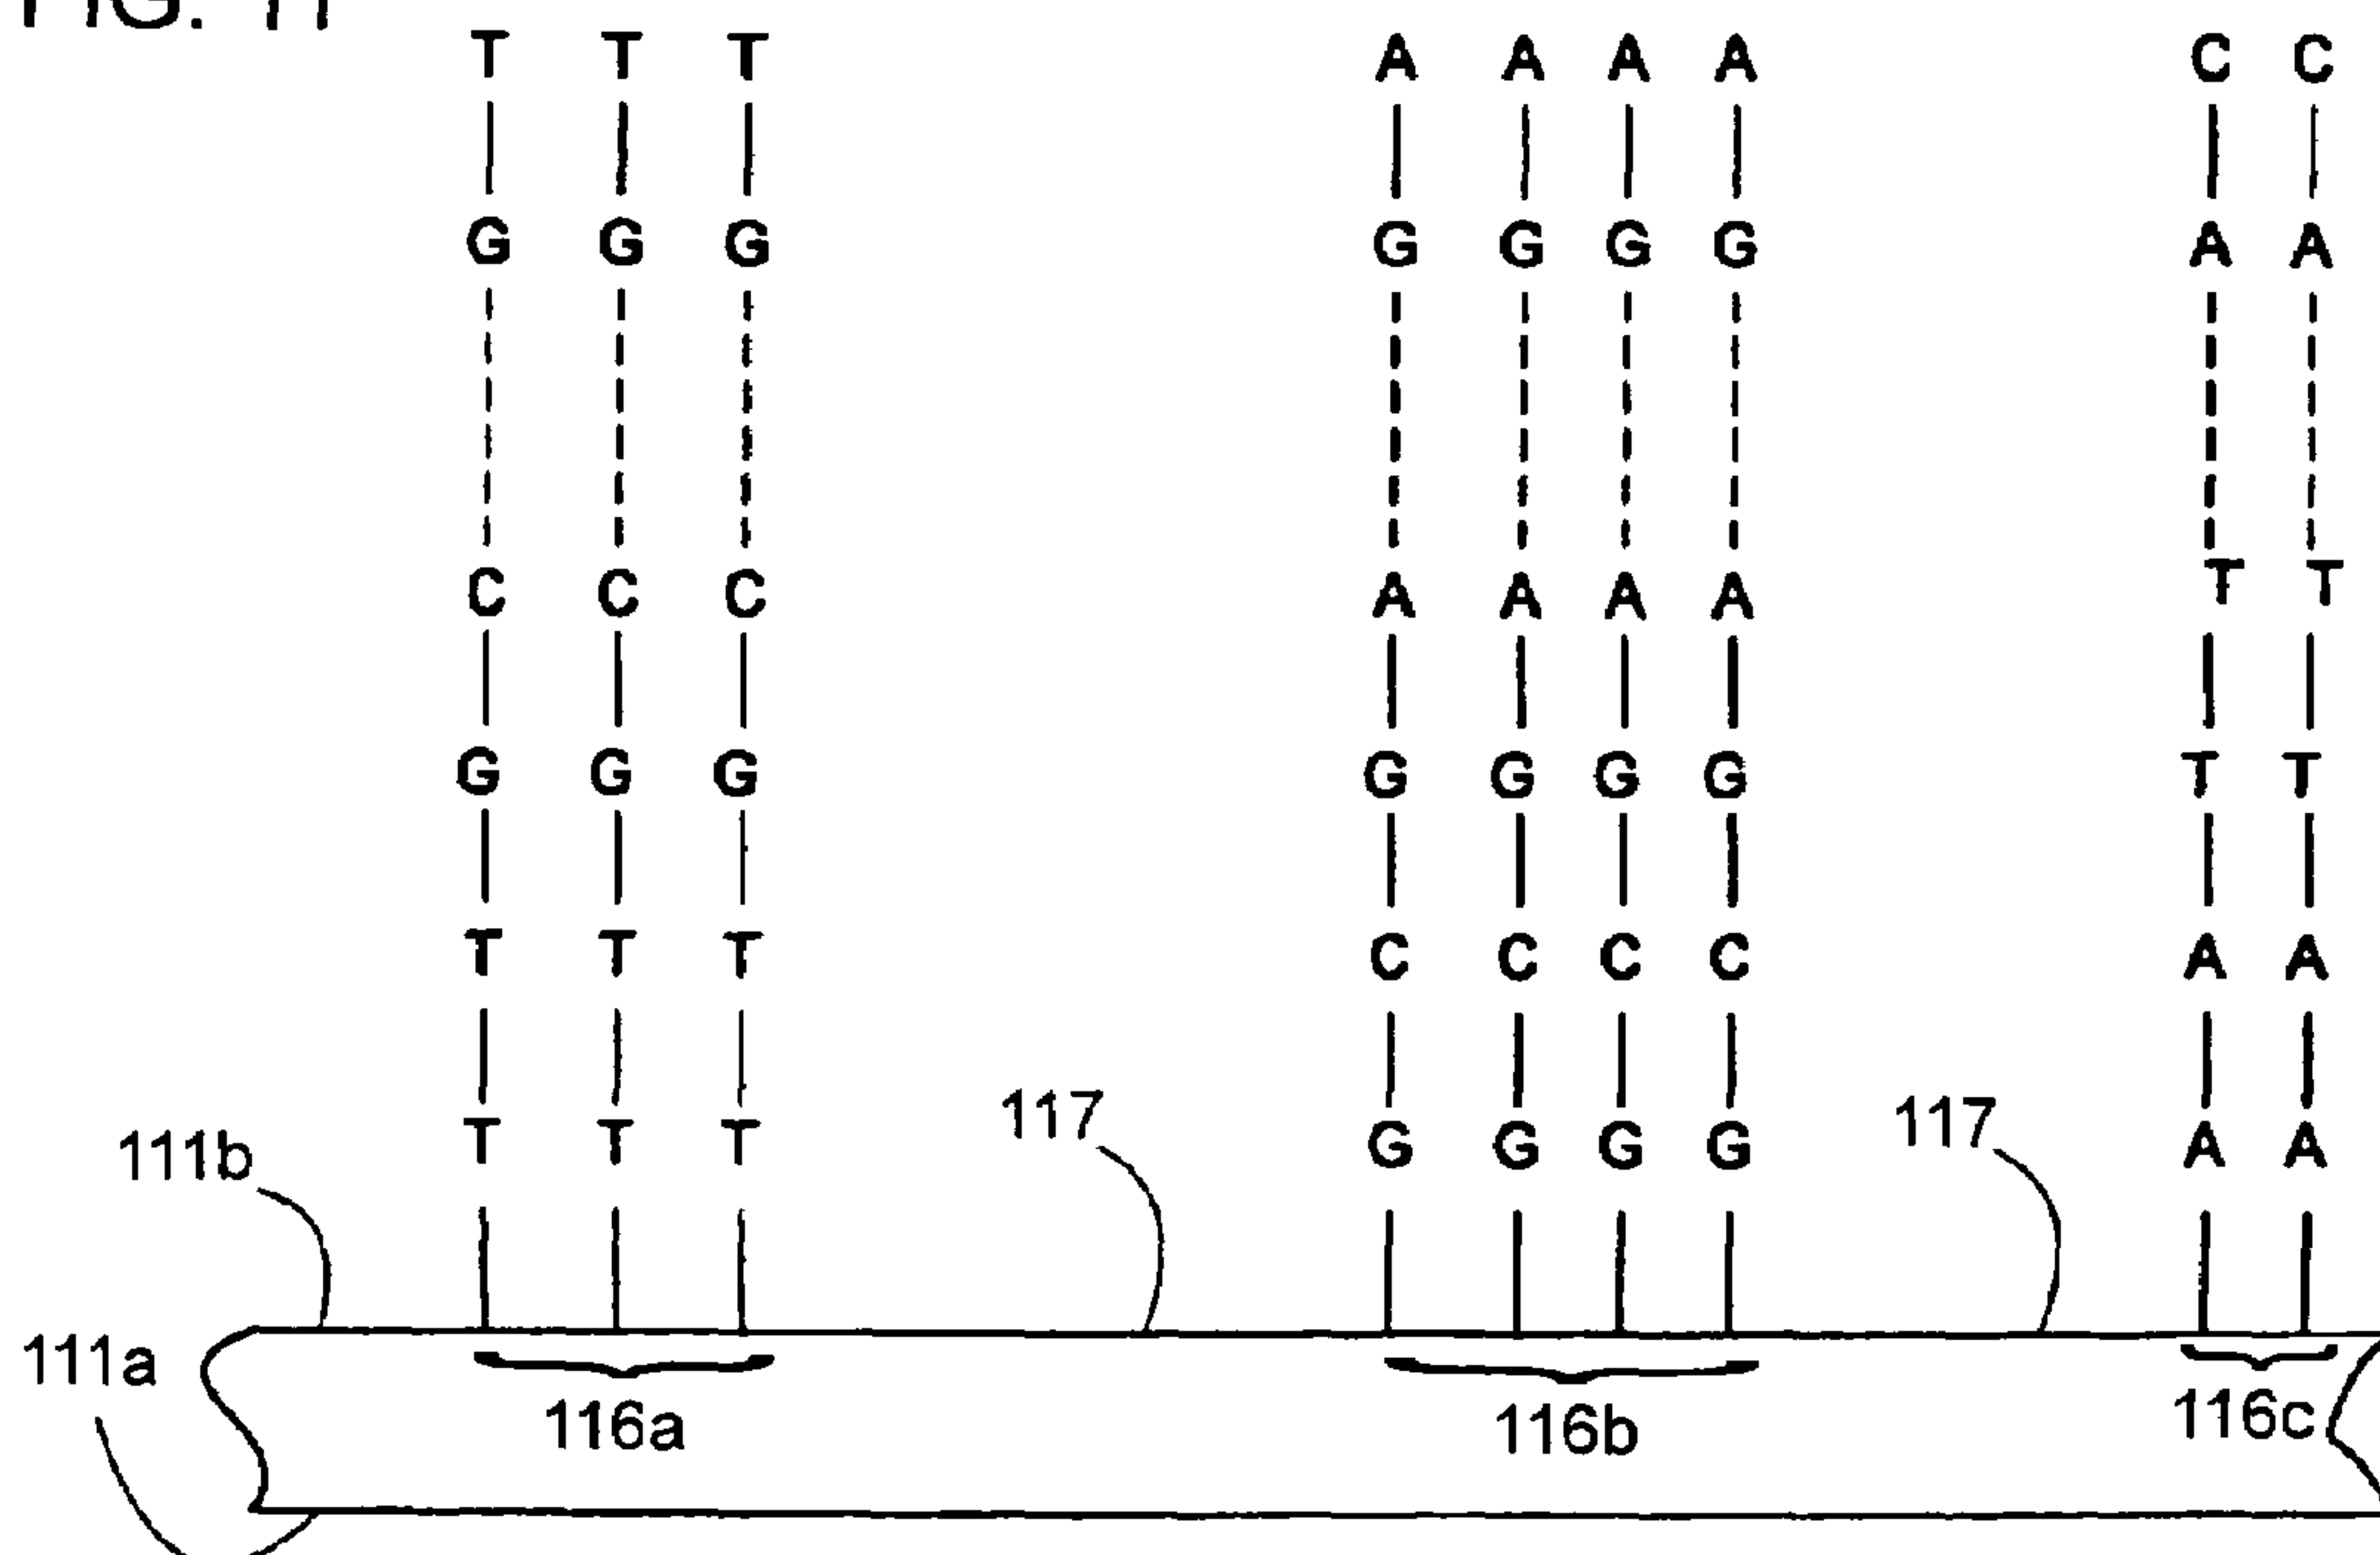 FIG. 11
T T T A A A A C C
G G G G G G G A A
C C C A A A A T T
G G G G G G G T T
T T T C C C C A A
T T T G G G G A A
111b 117 117
111a
116a 116b 116c